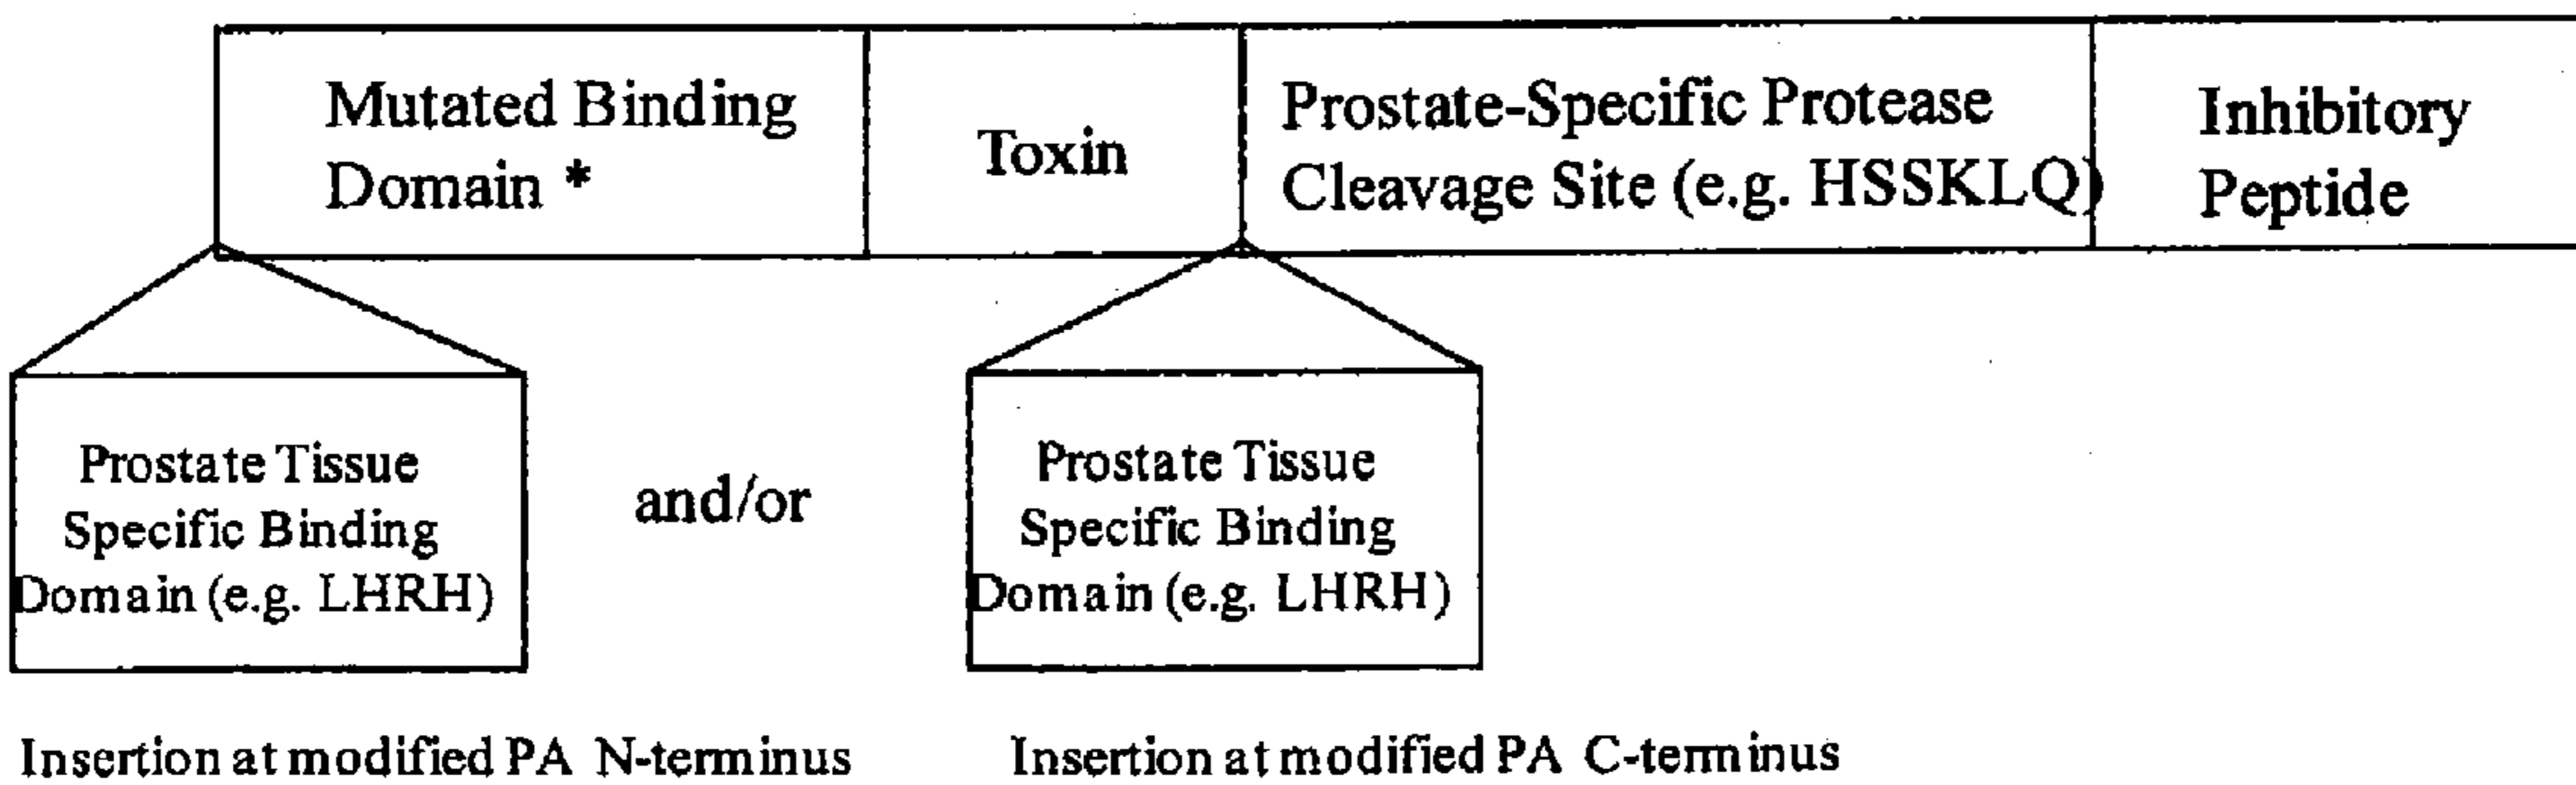 Mutated Binding
Domain *
Toxin
Prostate-Specific Protease
Cleavage Site (e.g. HSSKLQ)
Inhibitory
Peptide
Prostate Tissue
Specific Binding
Domain (e.g. LHRH)
and/or
Prostate Tissue
Specific Binding
Domain (e.g. LHRH)
Insertion at modified PA N-terminus
Insertion at modified PA C-terminus